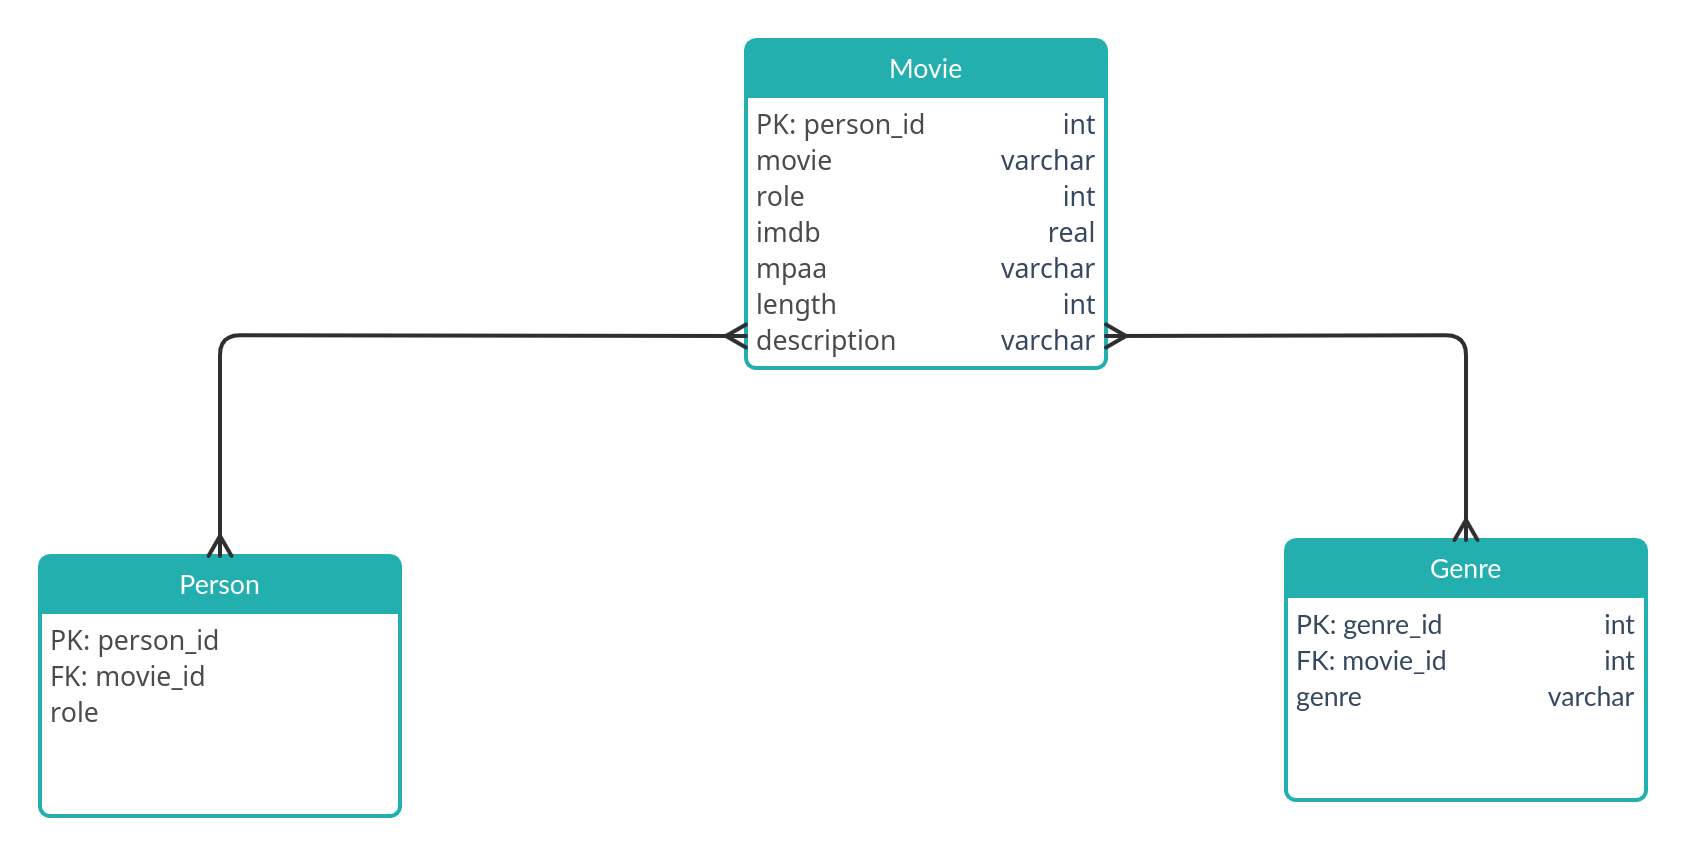 Movie
PK: person_id int
movie varchar
role int
imdb real
mpaa varchar
length int
description varchar
Person
PK: person_id
FK: movie_id
role
Genre
PK: genre_id int
FK: movie_id int
genre varchar